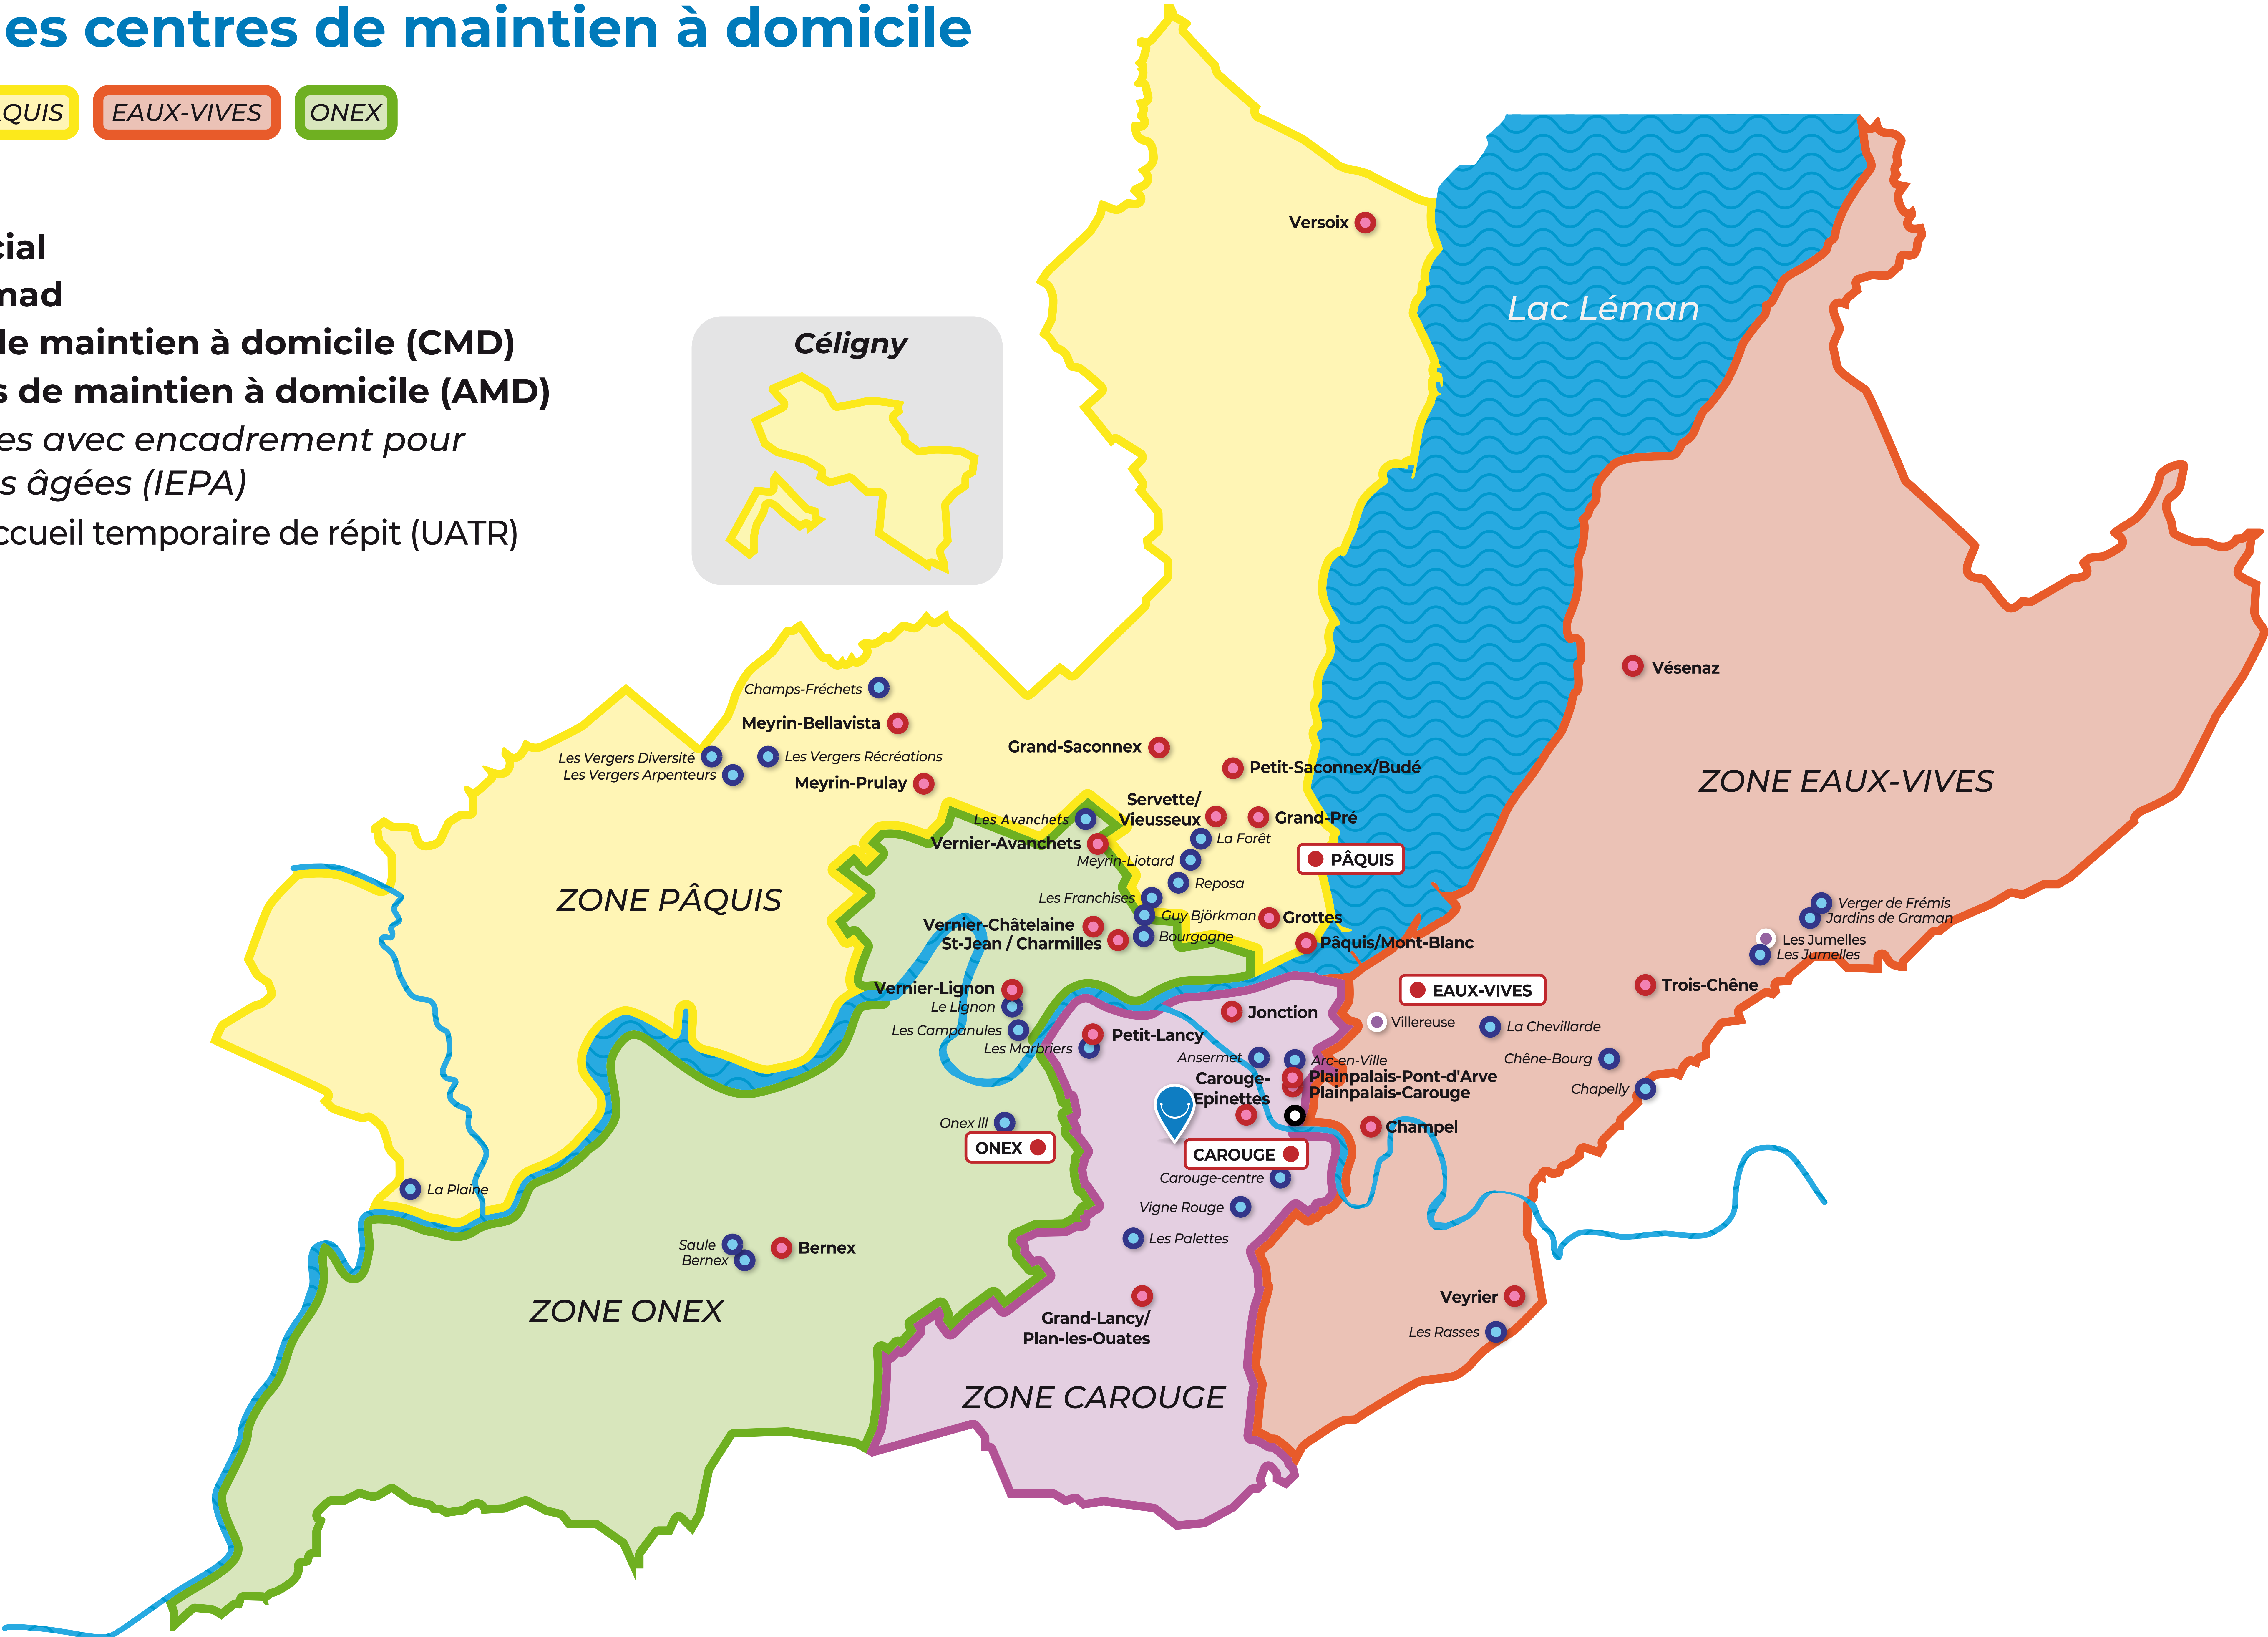 les centres de maintien à domicile
QUIS
EAUX-VIVES
ONEX
cial
mad
de maintien à domicile (CMD)
s de maintien à domicile (AMD)
es avec encadrement pour
s âgées (IEPA)
ccueil temporaire de répit (UATR)
Céligny
Versoix
Lac Léman
Vésenaz
Champs-Fréchets
Meyrin-Bellavista
Les Vergers Diversité
Les Vergers Récréations
Les Vergers Arpenteurs
Meyrin-Prulay
Grand-Saconnex
Petit-Saconnex/Budé
ZONE EAUX-VIVES
Servette/
Vieusseux
Grand-Pré
Les Avanchets
La Forêt
Vernier-Avanchets
Meyrin-Liotard
PÂQUIS
Reposa
ZONE PÂQUIS
Les Franchises
Guy Björkman
Grottes
Vernier-Châtelaine
St-Jean / Charmilles
Bourgogne
Pâquis/Mont-Blanc
Verger de Frémis
Jardins de Graman
Les Jumelles
Les Jumelles
Trois-Chêne
Vernier-Lignon
Le Lignon
EAUX-VIVES
Jonction
Villereuse
La Chevillarde
Les Campanules
Petit-Lancy
Les Marbriers
Ansermet
Arc-en-Ville
Chêne-Bourg
Carouge-
Epinettes
Plainpalais-Pont-d'Arve
Plainpalais-Carouge
Chapelly
Onex III
Champel
ONEX
CAROUGE
Carouge-centre
La Plaine
Vigne Rouge
Les Palettes
Saule
Bernex
Bernex
ZONE ONEX
Veyrier
Grand-Lancy/
Plan-les-Ouates
Les Rasses
ZONE CAROUGE